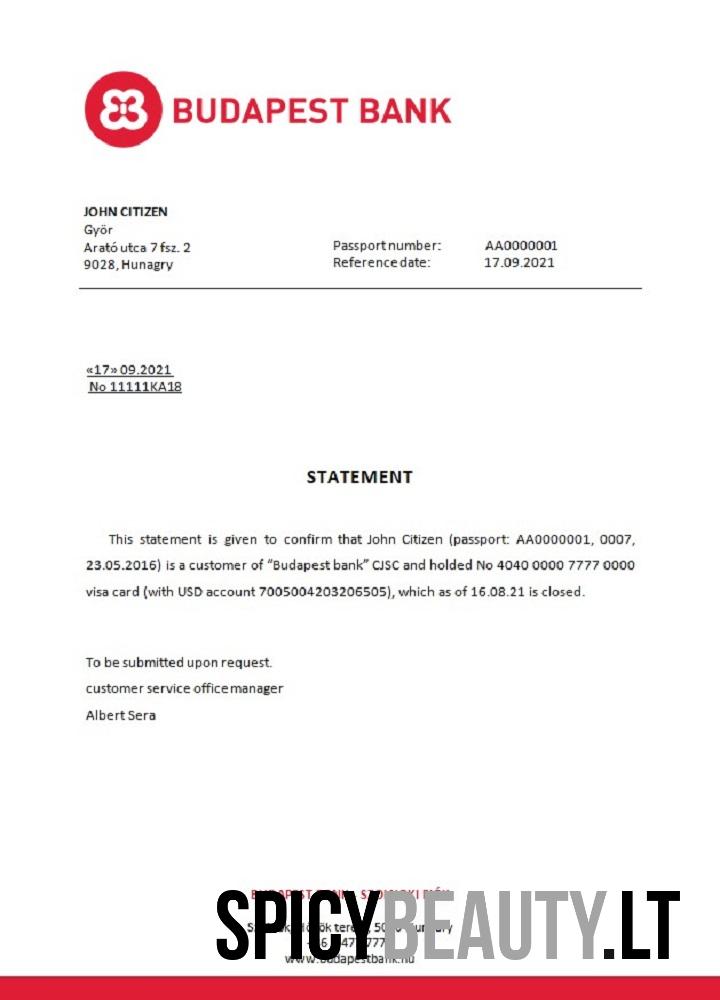 BUDAPEST BANK
JOHN CITIZEN
Győr
Arató utca 7 fsz. 2
9028, Hunagry
Passport number: AA0000001
Reference date: 17.09.2021
«17» 09.2021
No 11111KA18
STATEMENT
This statement is given to confirm that John Citizen (passport: AA0000001, 0007,
23.05.2016) is a customer of “Budapest bank” CJSC and holded No 4040 0000 7777 0000
visa card (with USD account 7005004203206505), which as of 16.08.21 is closed.
To be submitted upon request.
customer service office manager
Albert Sera
SPICYBEAUTY.LT
www.budapestbank.hu